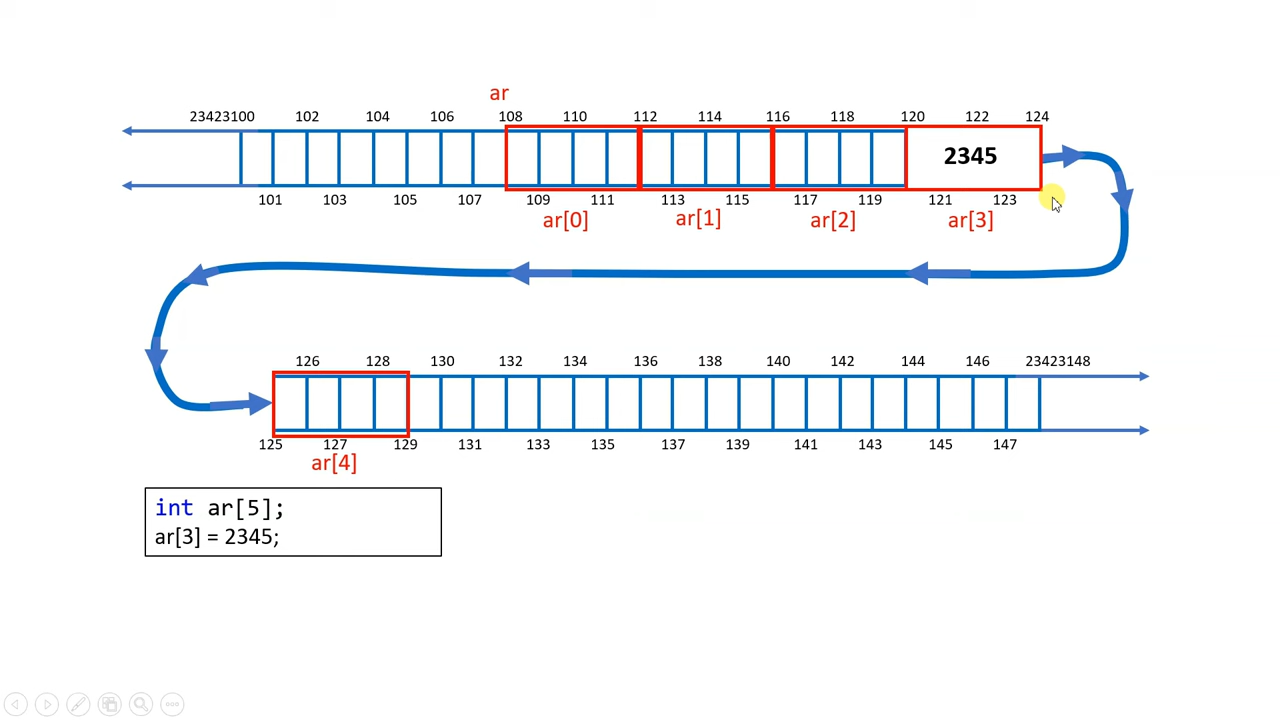 ar
23423100 102 104 106 108 110 112 114 116 118 120 122 124
2345
101 103 105 107 109 111 113 115 117 119 121 123
ar[0] ar[1] ar[2] ar[3]
126 128 130 132 134 136 138 140 142 144 146 23423148
125 127 129 131 133 135 137 139 141 143 145 147
ar[4]
int ar[5];
ar[3] = 2345;